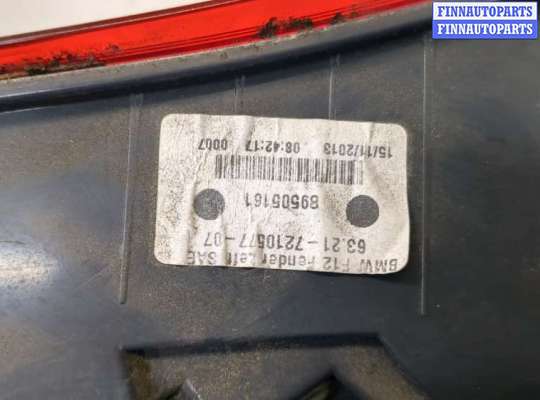 FINNAUTOPARTS
FINNAUTOPARTS
BMW F12 Fender Left SAE
63.21-7210577-07
89505161
15/11/2013 08:42:17 0007